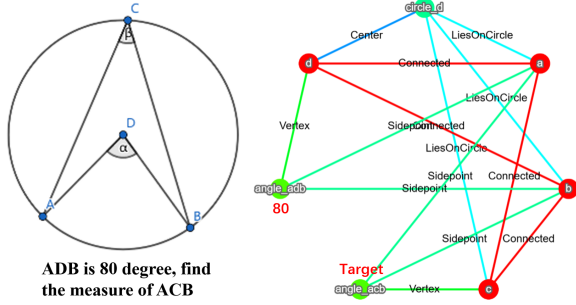 C
β
D
α
A
B
ADB is 80 degree, find
the measure of ACB
circle_d
Center
LiesOnCircle
d
Connected
a
LiesOnCircle
Vertex
Sidepoint
Connected
LiesOnCircle
angle_adb
Sidepoint
Sidepoint
Connected
b
80
Sidepoint
Connected
Target
angle_acb
Vertex
c